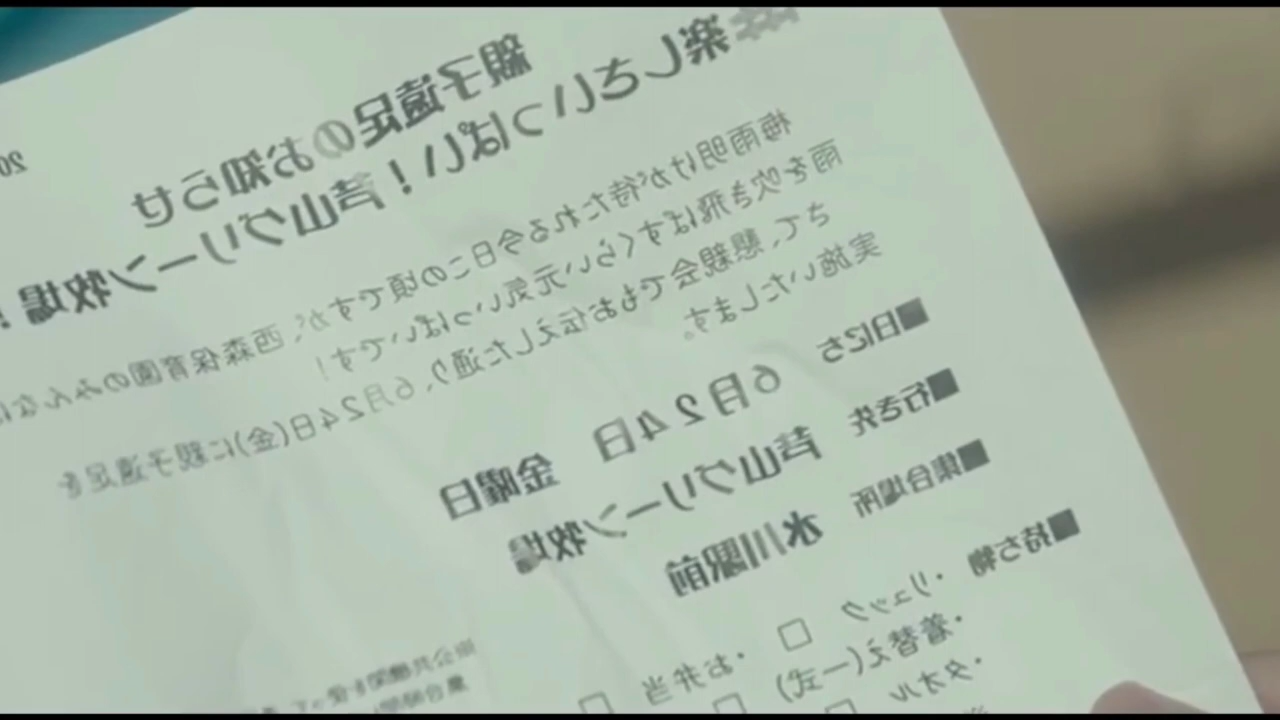 親子遠足のお知らせ
楽しさいっぱい！芦山グリーン牧場！
梅雨明けが待たれる今日この頃ですが、西森保育園のみんなは
雨を吹き飛ばすくらい元気いっぱいです！
さて、懇親会でもお伝えした通り、6月24日(金)に親子遠足を
実施いたします。
■日にち 6月24日 金曜日
■行き先 芦山グリーン牧場
■集合場所 水川駅前
■持ち物
・リュック □ ・お弁当 □
・着替え(一式) □
・タオル □
20